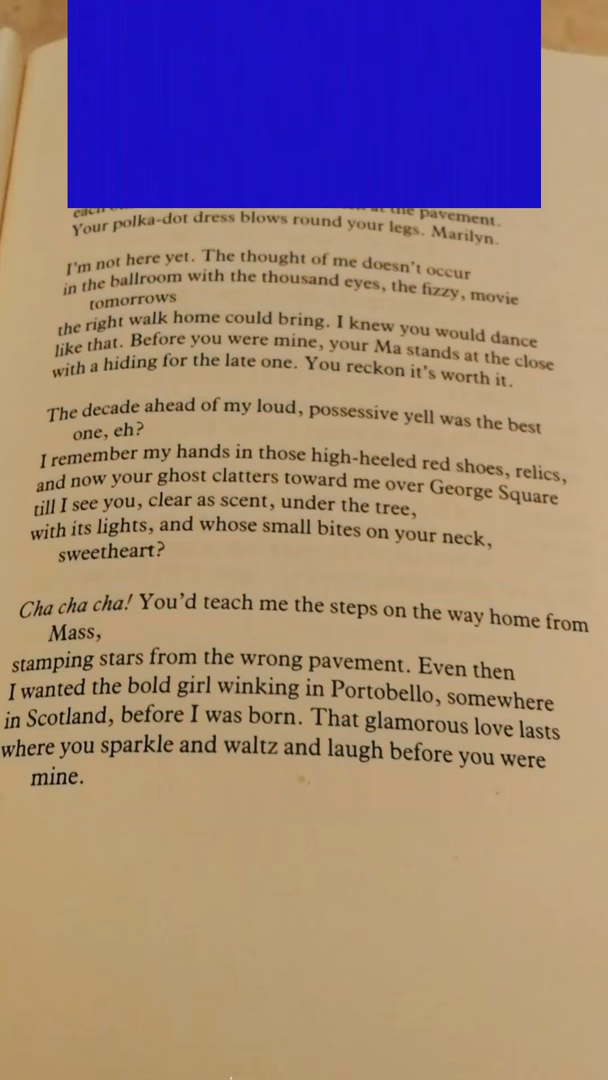 the pavement.
Your polka-dot dress blows round your legs. Marilyn.
I'm not here yet. The thought of me doesn't occur
in the ballroom with the thousand eyes, the fizzy, movie
tomorrows
the right walk home could bring. I knew you would dance
like that. Before you were mine, your Ma stands at the close
with a hiding for the late one. You reckon it's worth it.
The decade ahead of my loud, possessive yell was the best
one, eh?
I remember my hands in those high-heeled red shoes, relics,
and now your ghost clatters toward me over George Square
till I see you, clear as scent, under the tree,
with its lights, and whose small bites on your neck,
sweetheart?
Cha cha cha! You'd teach me the steps on the way home from
Mass,
stamping stars from the wrong pavement. Even then
I wanted the bold girl winking in Portobello, somewhere
in Scotland, before I was born. That glamorous love lasts
where you sparkle and waltz and laugh before you were
mine.